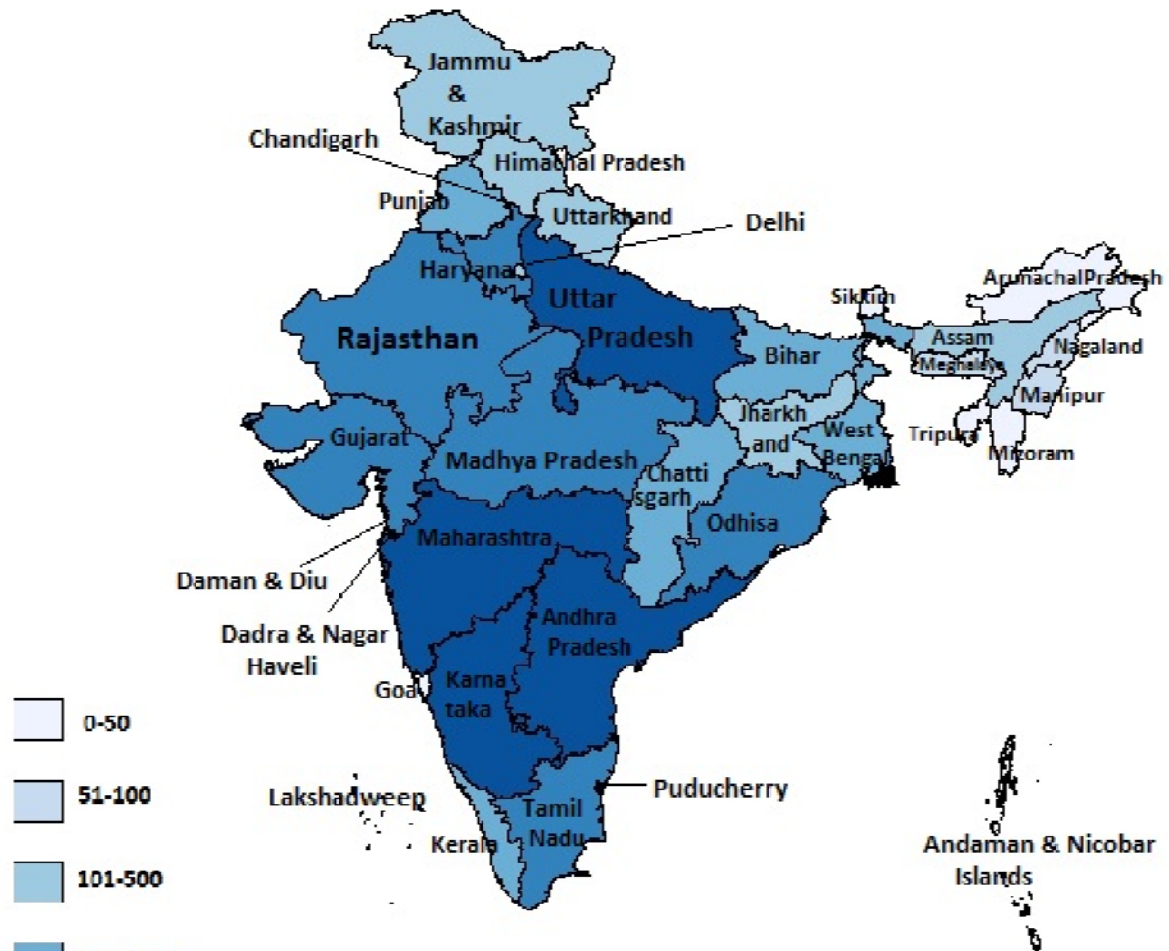 Jammu
&
Kashmir
Chandigarh
Himachal Pradesh
Punjab
Uttarkhand
Delhi
Haryana
ArunachalPradesh
Sikkim
Uttar
Pradesh
Rajasthan
Assam
Nagaland
Bihar
Meghalaya
Manipur
Jharkh
and
Gujarat
West
Bengal
Tripura
Mizoram
Madhya Pradesh
Chatti
sgarh
Odhisa
Maharashtra
Daman & Diu
Andhra
Pradesh
Dadra & Nagar
Haveli
Goa
Karna
taka
0-50
51-100
101-500
Lakshadweep
Puducherry
Tamil
Nadu
Kerala
Andaman & Nicobar
Islands